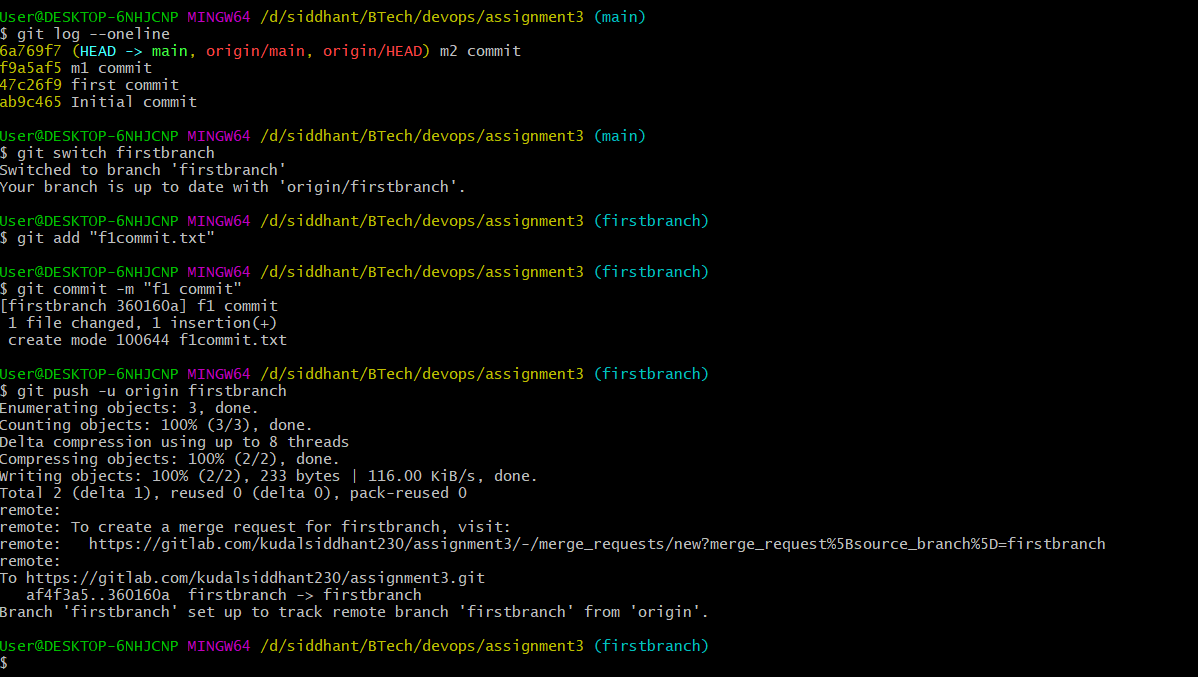 User@DESKTOP-6NHJCNP MINGW64 /d/siddhant/BTech/devops/assignment3 (main)
$ git log --oneline
6a769f7 (HEAD -> main, origin/main, origin/HEAD) m2 commit
f9a5af5 m1 commit
47c26f9 first commit
ab9c465 Initial commit
User@DESKTOP-6NHJCNP MINGW64 /d/siddhant/BTech/devops/assignment3 (main)
$ git switch firstbranch
Switched to branch 'firstbranch'
Your branch is up to date with 'origin/firstbranch'.
User@DESKTOP-6NHJCNP MINGW64 /d/siddhant/BTech/devops/assignment3 (firstbranch)
$ git add "f1commit.txt"
User@DESKTOP-6NHJCNP MINGW64 /d/siddhant/BTech/devops/assignment3 (firstbranch)
$ git commit -m "f1 commit"
[firstbranch 360160a] f1 commit
 1 file changed, 1 insertion(+)
 create mode 100644 f1commit.txt
User@DESKTOP-6NHJCNP MINGW64 /d/siddhant/BTech/devops/assignment3 (firstbranch)
$ git push -u origin firstbranch
Enumerating objects: 3, done.
Counting objects: 100% (3/3), done.
Delta compression using up to 8 threads
Compressing objects: 100% (2/2), done.
Writing objects: 100% (2/2), 233 bytes | 116.00 KiB/s, done.
Total 2 (delta 1), reused 0 (delta 0), pack-reused 0
remote:
remote: To create a merge request for firstbranch, visit:
remote:   https://gitlab.com/kudalsiddhant230/assignment3/-/merge_requests/new?merge_request%5Bsource_branch%5D=firstbranch
remote:
To https://gitlab.com/kudalsiddhant230/assignment3.git
   af4f3a5..360160a  firstbranch -> firstbranch
Branch 'firstbranch' set up to track remote branch 'firstbranch' from 'origin'.
User@DESKTOP-6NHJCNP MINGW64 /d/siddhant/BTech/devops/assignment3 (firstbranch)
$